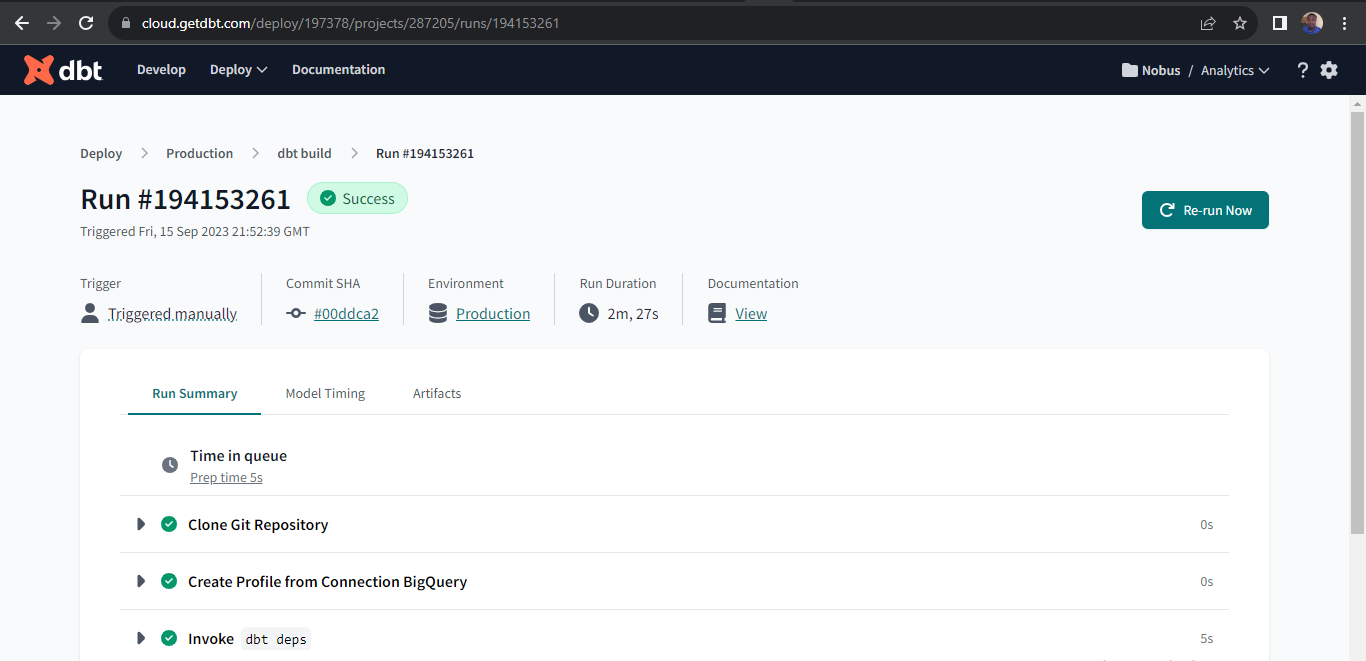 cloud.getdbt.com/deploy/197378/projects/287205/runs/194153261
dbt Develop Deploy Documentation Nobus / Analytics ?
Deploy > Production > dbt build > Run #194153261
Run #194153261 Success
Re-run Now
Triggered Fri, 15 Sep 2023 21:52:39 GMT
Trigger Commit SHA Environment Run Duration Documentation
Triggered manually #00ddca2 Production 2m, 27s View
Run Summary Model Timing Artifacts
Time in queue
Prep time 5s
Clone Git Repository 0s
Create Profile from Connection BigQuery 0s
Invoke dbt deps 5s